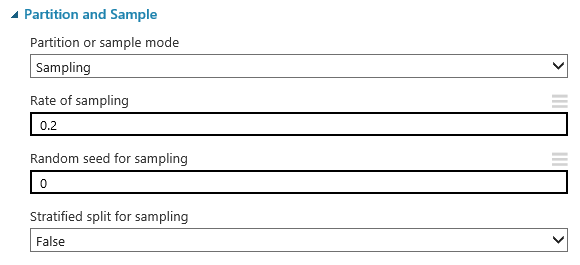 Partition and Sample
Partition or sample mode
Sampling
Rate of sampling
0.2
Random seed for sampling
0
Stratified split for sampling
False